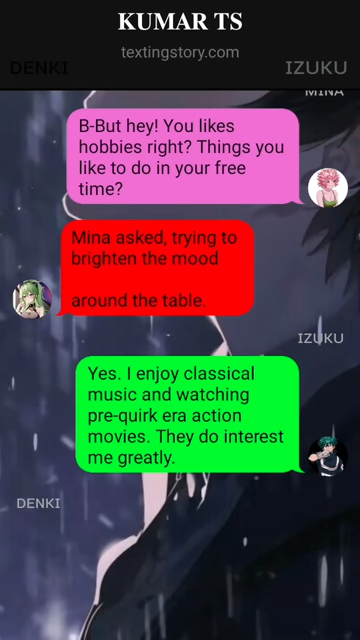 KUMAR TS
textingstory.com
DENKI
IZUKU
MINA
B-But hey! You likes
hobbies right? Things you
like to do in your free
time?
Mina asked, trying to
brighten the mood
around the table.
IZUKU
Yes. I enjoy classical
music and watching
pre-quirk era action
movies. They do interest
me greatly.
DENKI